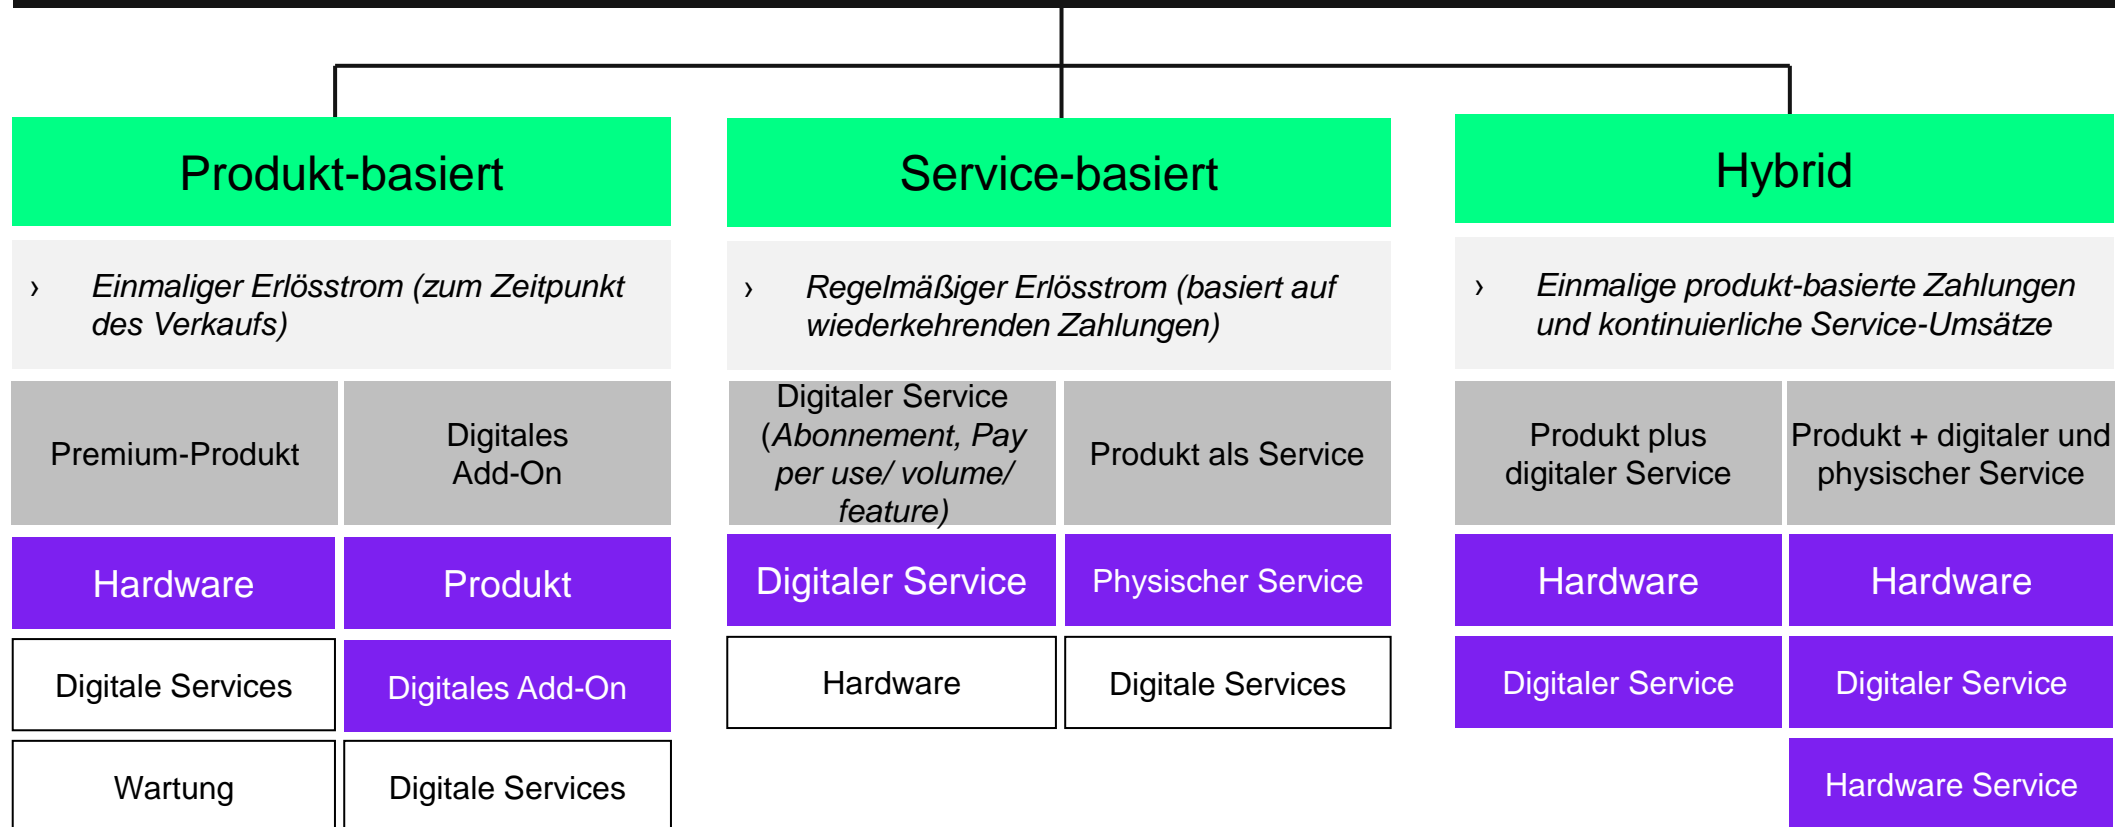 Produkt-basiert
› Einmaliger Erlösstrom (zum Zeitpunkt
des Verkaufs)
Premium-Produkt
Digitales
Add-On
Hardware
Produkt
Digitale Services
Digitales Add-On
Wartung
Digitale Services
Service-basiert
› Regelmäßiger Erlösstrom (basiert auf
wiederkehrenden Zahlungen)
Digitaler Service
(Abonnement, Pay
per use/ volume/
feature)
Produkt als Service
Digitaler Service
Physischer Service
Hardware
Digitale Services
Hybrid
› Einmalige produkt-basierte Zahlungen
und kontinuierliche Service-Umsätze
Produkt plus
digitaler Service
Produkt + digitaler und
physischer Service
Hardware
Hardware
Digitaler Service
Digitaler Service
Hardware Service